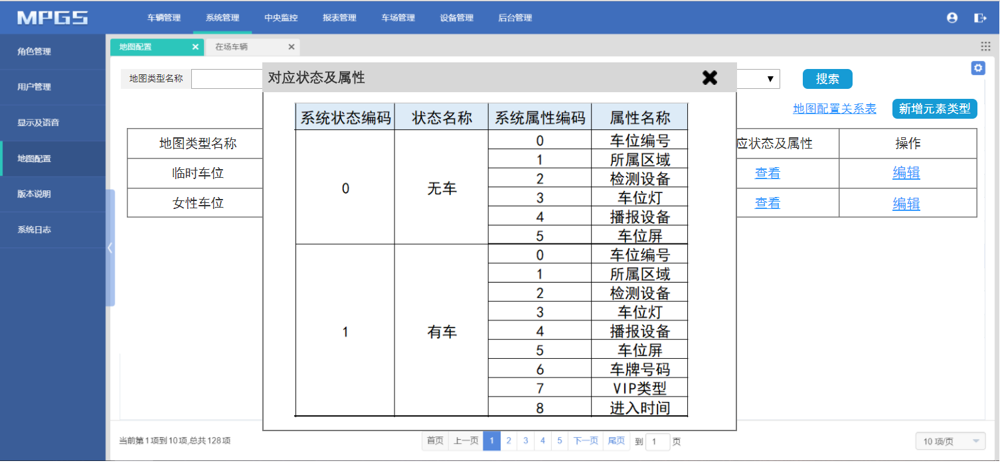 MPGS 车辆管理 系统管理 中央监控 报表管理 车场管理 设备管理 后台管理
角色管理
用户管理
显示及语音
地图配置
版本说明
系统日志
地图配置 × 在场车辆 ×
地图类型名称 搜索
地图配置关系表 新增元素类型
地图类型名称 应状态及属性 操作
临时车位 查看 编辑
女性车位 查看 编辑
对应状态及属性
系统状态编码 状态名称 系统属性编码 属性名称
0 无车
0 车位编号
1 所属区域
2 检测设备
3 车位灯
4 播报设备
5 车位屏
1 有车
0 车位编号
1 所属区域
2 检测设备
3 车位灯
4 播报设备
5 车位屏
6 车牌号码
7 VIP类型
8 进入时间
当前第1项到10项,总共128项 首页 上一页 1 2 3 4 5 下一页 尾页 到 1 页 10 项/页